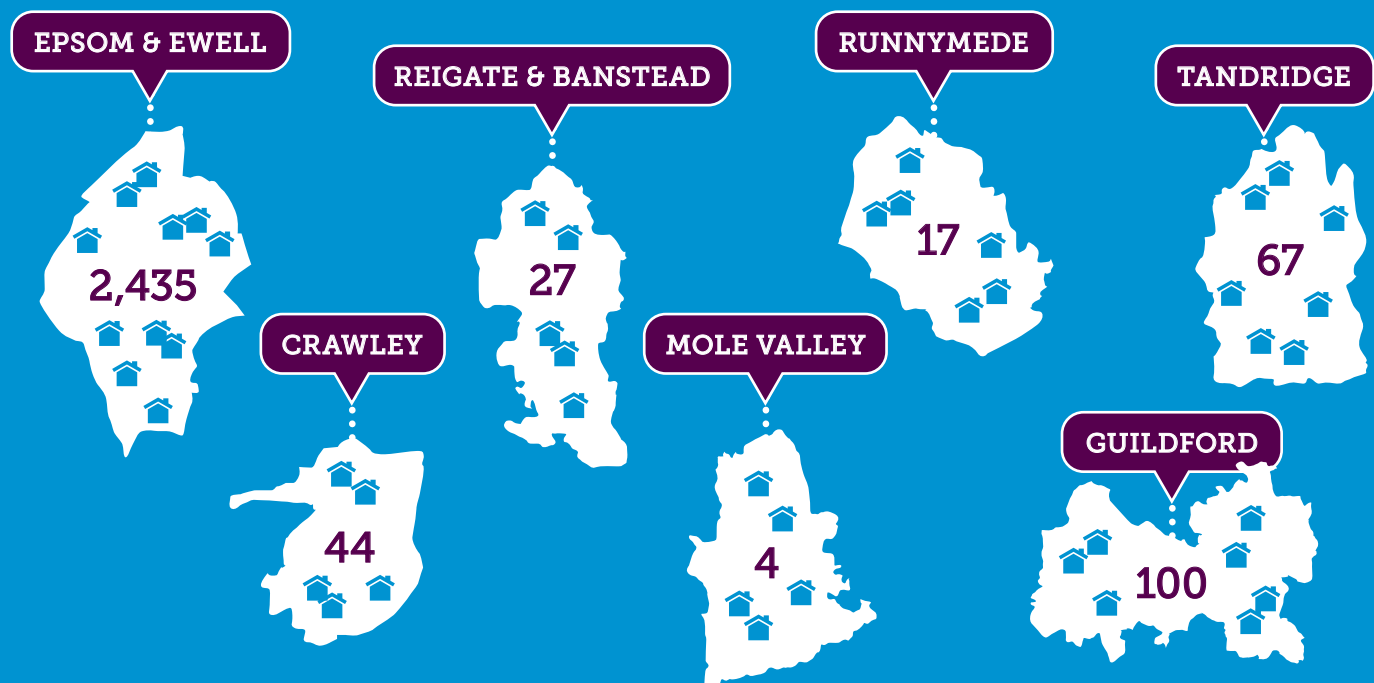 EPSOM & EWELL
2,435
REIGATE & BANSTEAD
27
RUNNYMEDE
17
TANDRIDGE
67
CRAWLEY
44
MOLE VALLEY
4
GUILDFORD
100